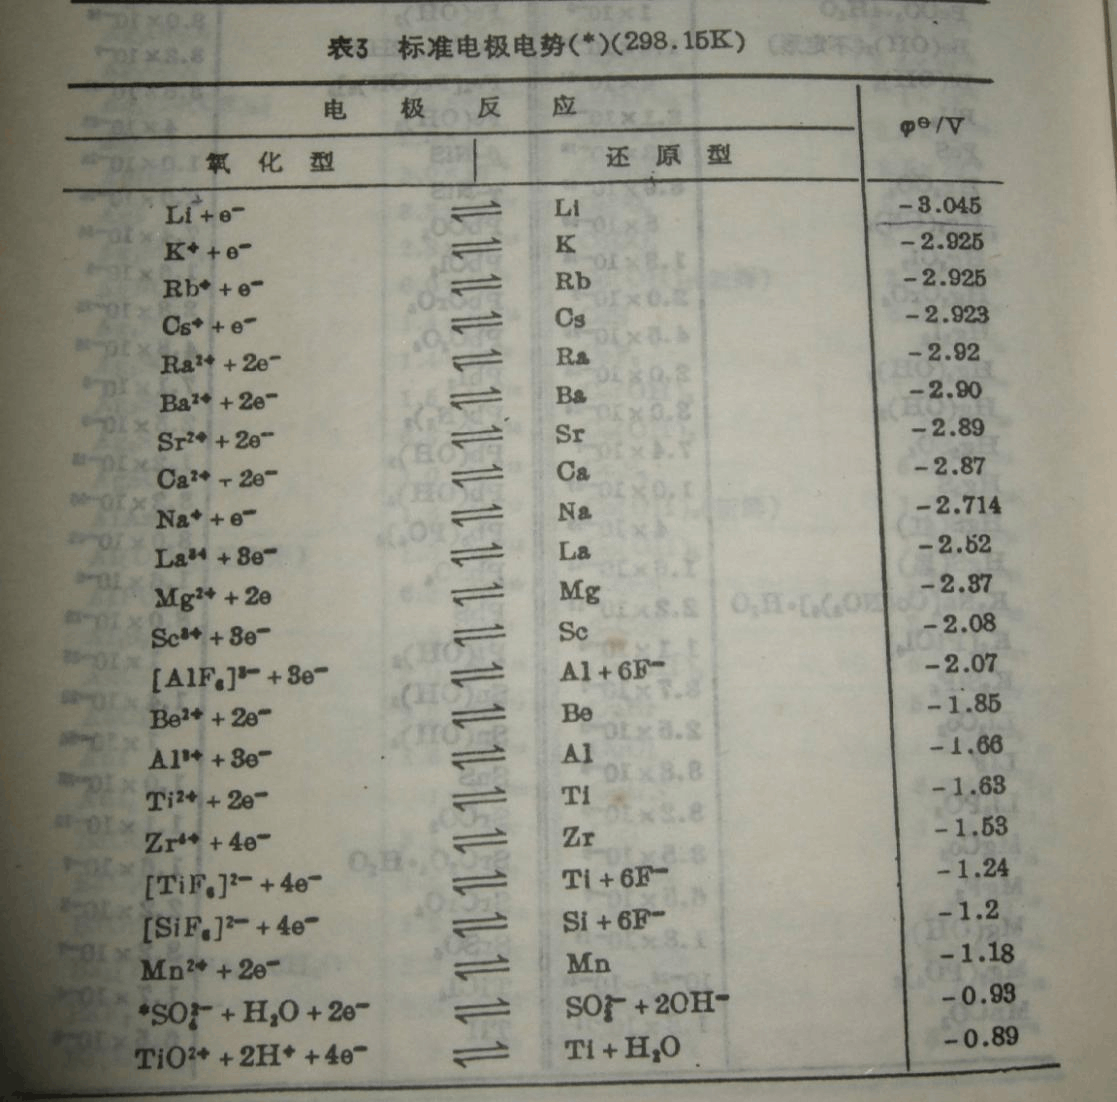 表3 标准电极电势(*)(298.15K)
电极反应 φ⊖/V
氧化型 还原型
Li + e⁻ ⇌ Li -3.045
K⁺ + e⁻ ⇌ K -2.925
Rb⁺ + e⁻ ⇌ Rb -2.925
Cs⁺ + e⁻ ⇌ Cs -2.923
Ra²⁺ + 2e⁻ ⇌ Ra -2.92
Ba²⁺ + 2e⁻ ⇌ Ba -2.90
Sr²⁺ + 2e⁻ ⇌ Sr -2.89
Ca²⁺ + 2e⁻ ⇌ Ca -2.87
Na⁺ + e⁻ ⇌ Na -2.714
La³⁺ + 3e⁻ ⇌ La -2.52
Mg²⁺ + 2e ⇌ Mg -2.37
Sc³⁺ + 3e⁻ ⇌ Sc -2.08
[AlF₆]³⁻ + 3e⁻ ⇌ Al + 6F⁻ -2.07
Be²⁺ + 2e⁻ ⇌ Be -1.85
Al³⁺ + 3e⁻ ⇌ Al -1.66
Ti²⁺ + 2e⁻ ⇌ Ti -1.63
Zr⁴⁺ + 4e⁻ ⇌ Zr -1.53
[TiF₆]²⁻ + 4e⁻ ⇌ Ti + 6F⁻ -1.24
[SiF₆]²⁻ + 4e⁻ ⇌ Si + 6F⁻ -1.2
Mn²⁺ + 2e⁻ ⇌ Mn -1.18
*SO₄²⁻ + H₂O + 2e⁻ ⇌ SO₃²⁻ + 2OH⁻ -0.93
TiO²⁺ + 2H⁺ + 4e⁻ ⇌ Ti + H₂O -0.89